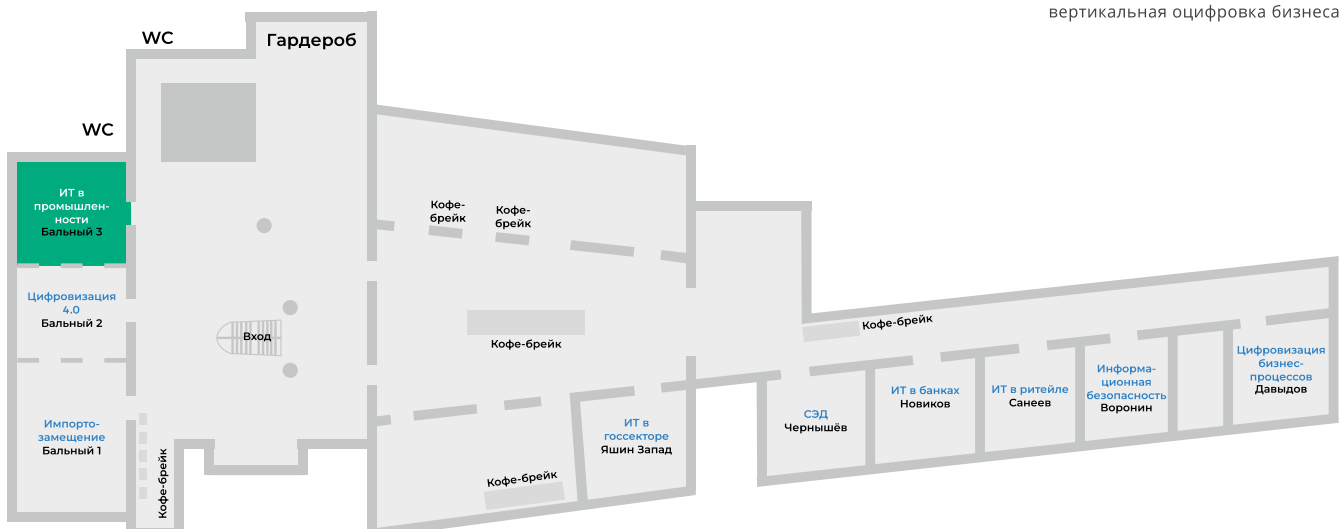 вертикальная оцифровка бизнеса
WC
Гардероб
WC
ИТ в
промышлен-
ности
Бальный 3
Кофе-
брейк
Кофе-
брейк
Цифровизация
4.0
Бальный 2
Вход
Кофе-брейк
Кофе-брейк
Импорто-
замещение
Бальный 1
Кофе-брейк
Кофе-брейк
ИТ в
госсекторе
Яшин Запад
СЭД
Чернышёв
ИТ в банках
Новиков
ИТ в ритейле
Санеев
Информа-
ционная
безопасность
Воронин
Цифровизация
бизнес-
процессов
Давыдов